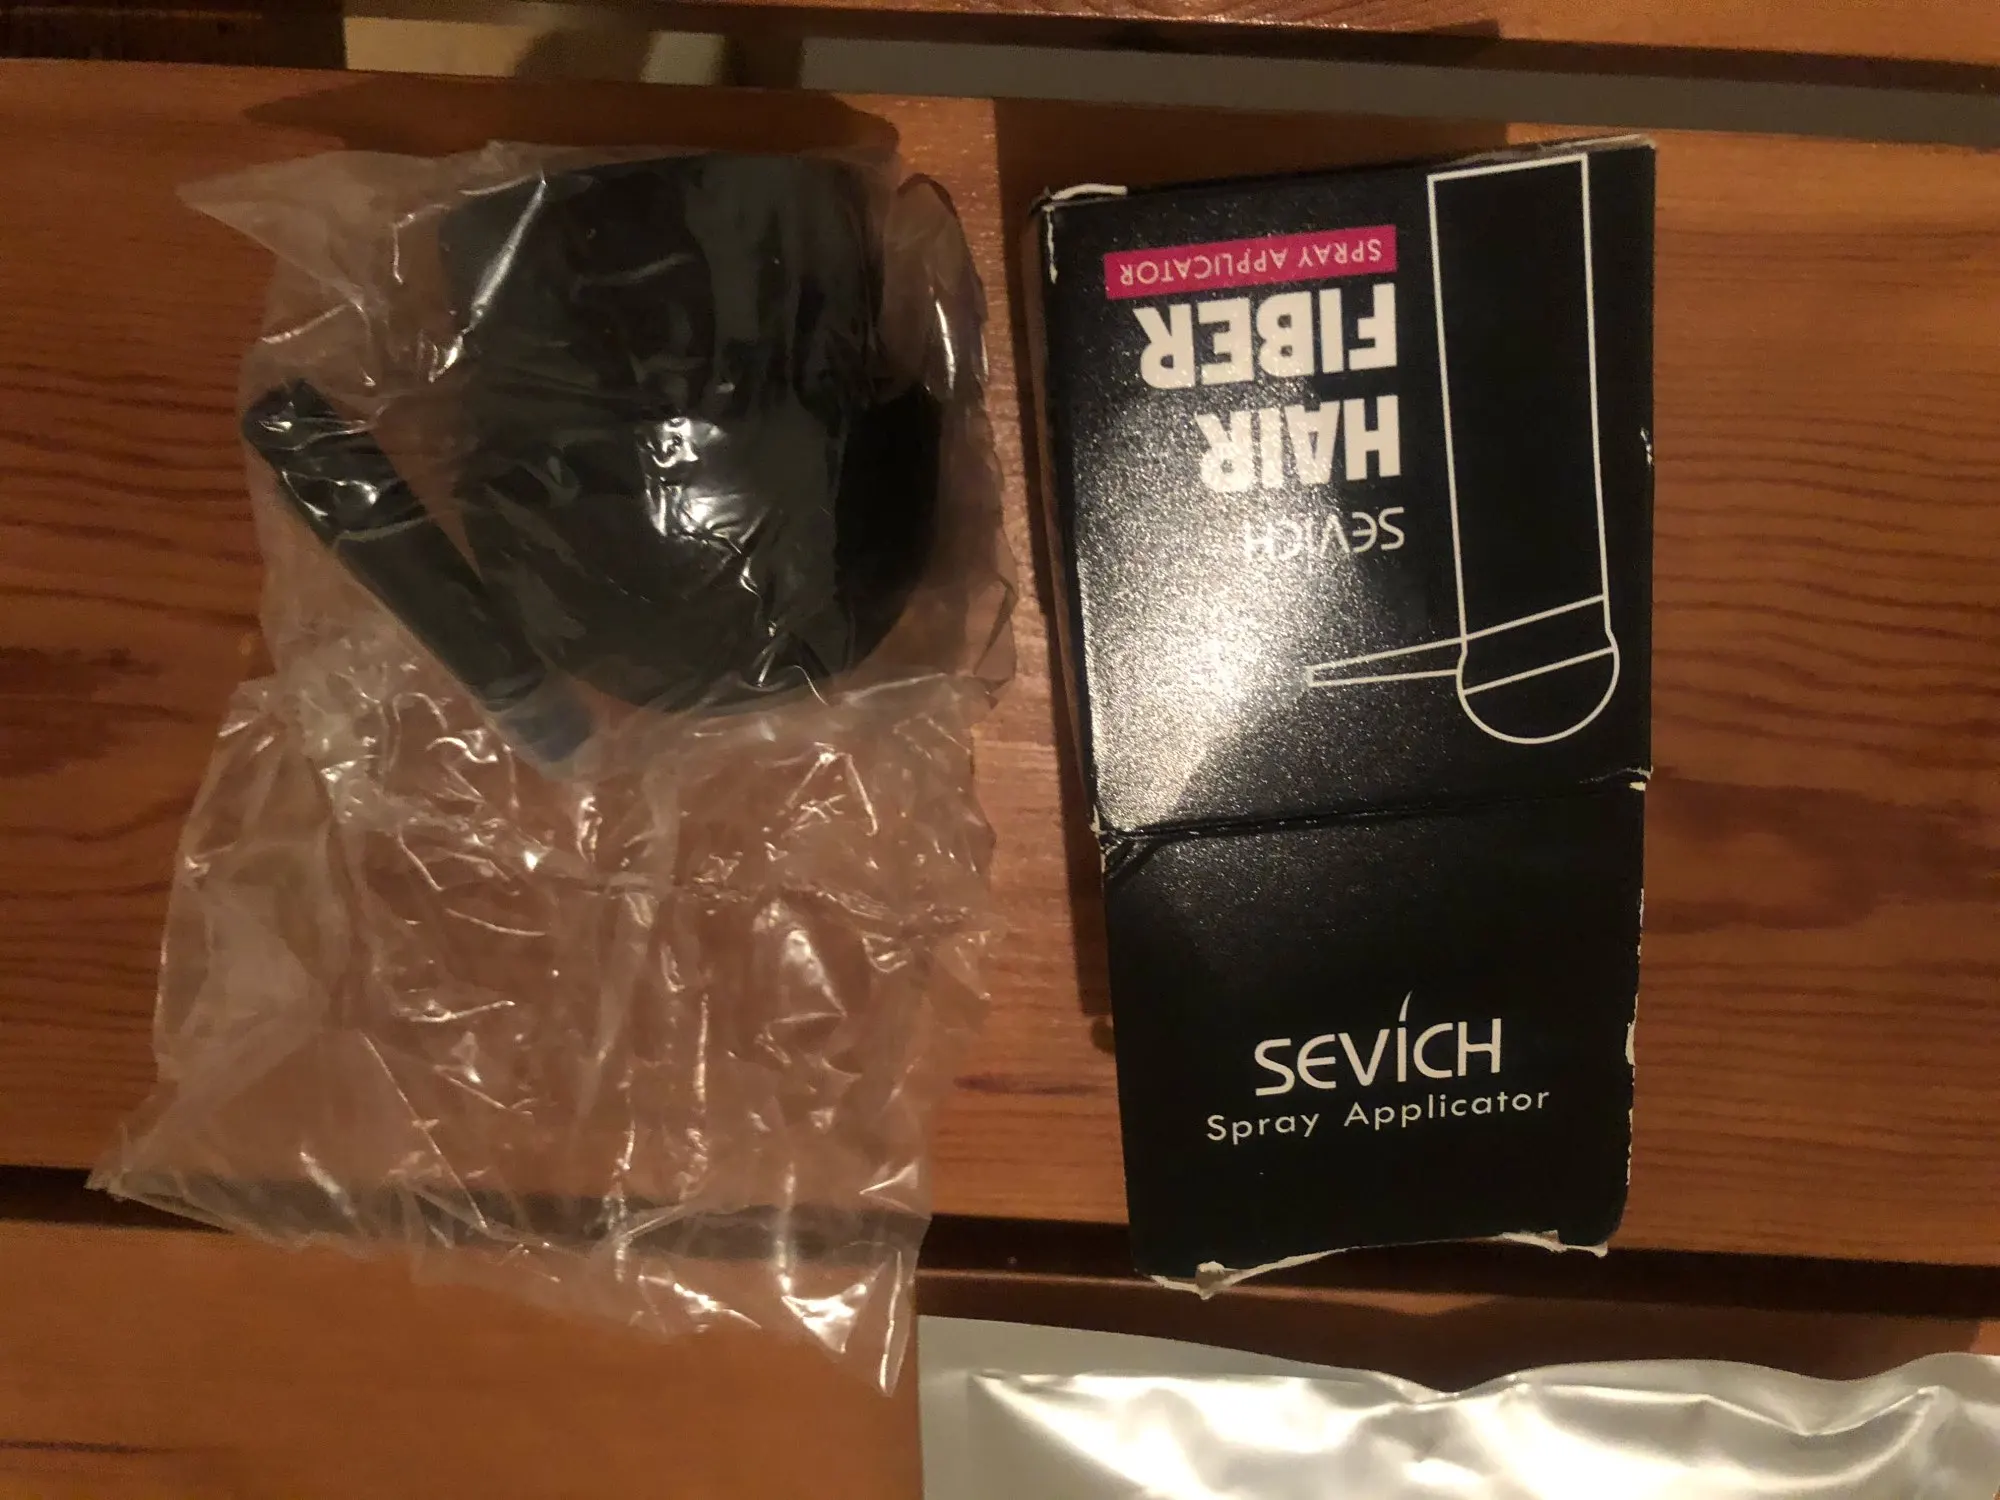 SEVICH
HAIR
FIBER
SPRAY APPLICATOR
SEVICH
Spray Applicator